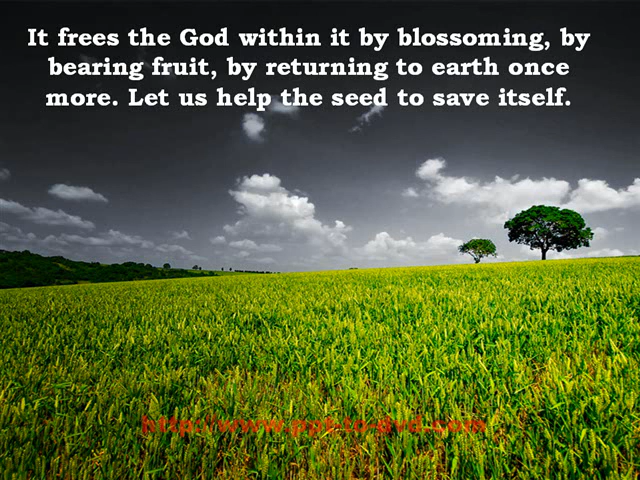 It frees the God within it by blossoming, by
bearing fruit, by returning to earth once
more. Let us help the seed to save itself.
http://www.ppt-to-dvd.com